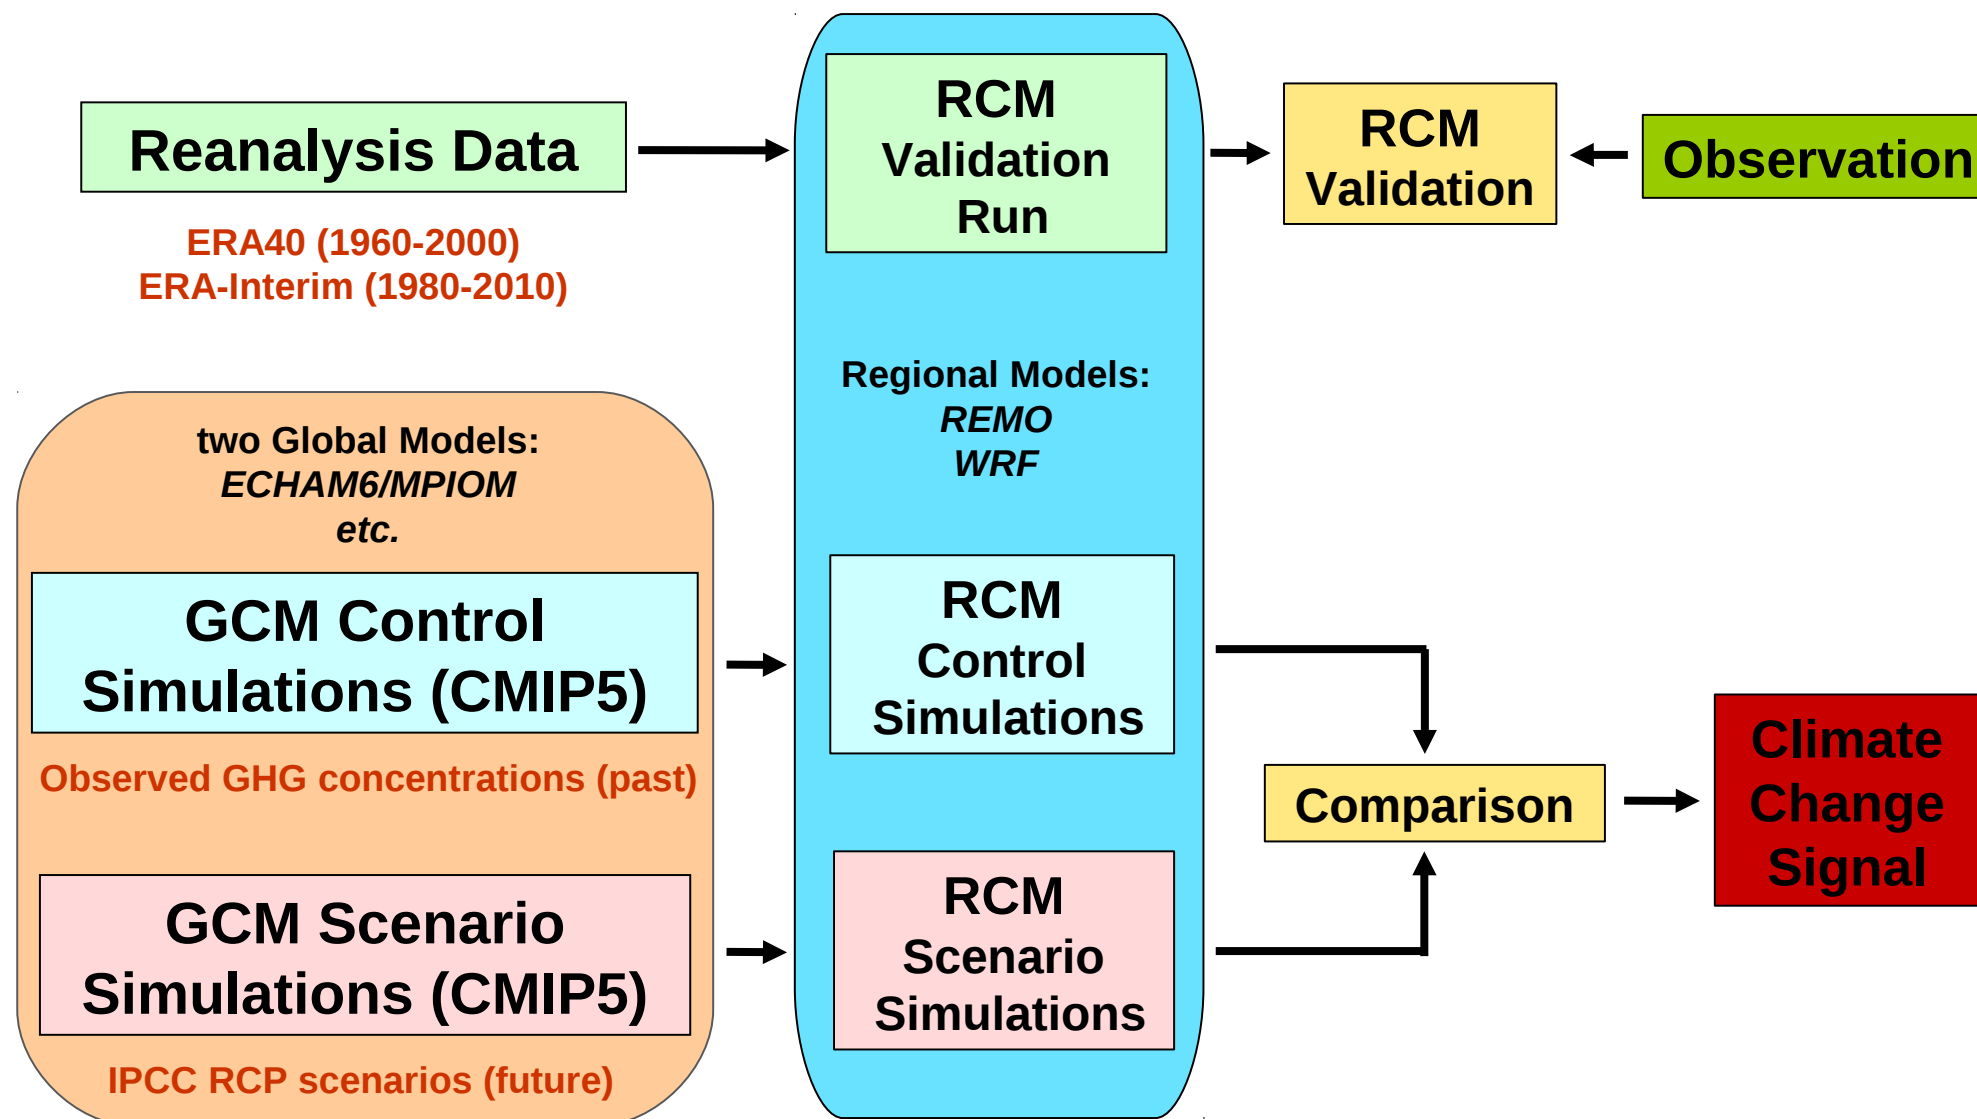 Reanalysis Data
ERA40 (1960-2000)
ERA-Interim (1980-2010)
RCM
Validation
Run
RCM
Validation
Observation
Regional Models:
REMO
WRF
two Global Models:
ECHAM6/MPIOM
etc.
GCM Control
Simulations (CMIP5)
Observed GHG concentrations (past)
RCM
Control
Simulations
Comparison
Climate
Change
Signal
GCM Scenario
Simulations (CMIP5)
IPCC RCP scenarios (future)
RCM
Scenario
Simulations